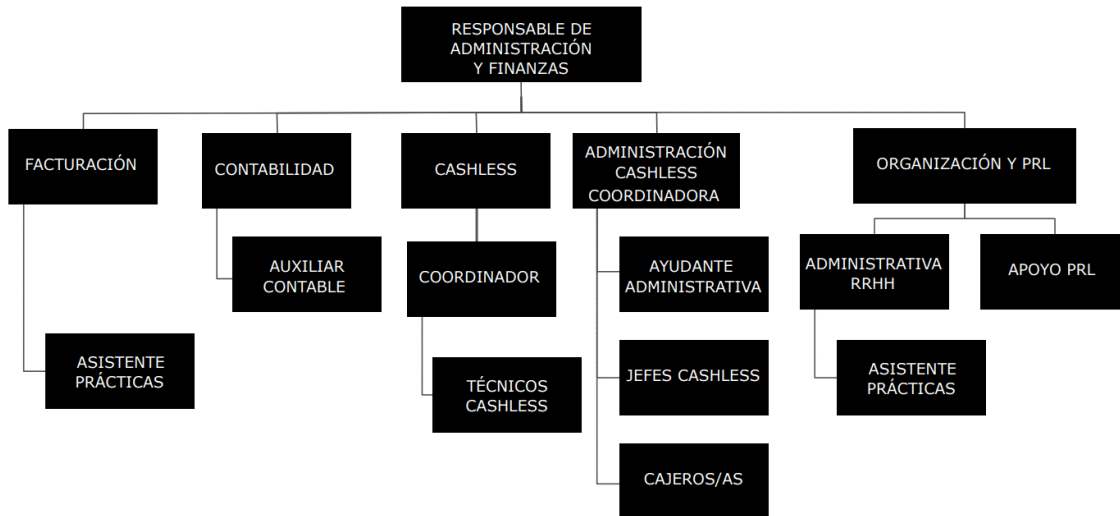 RESPONSABLE DE
ADMINISTRACIÓN
Y FINANZAS
FACTURACIÓN
CONTABILIDAD
CASHLESS
ADMINISTRACIÓN
CASHLESS
COORDINADORA
ORGANIZACIÓN Y PRL
AUXILIAR
CONTABLE
COORDINADOR
AYUDANTE
ADMINISTRATIVA
ADMINISTRATIVA
RRHH
APOYO PRL
ASISTENTE
PRÁCTICAS
TÉCNICOS
CASHLESS
JEFES CASHLESS
ASISTENTE
PRÁCTICAS
CAJEROS/AS